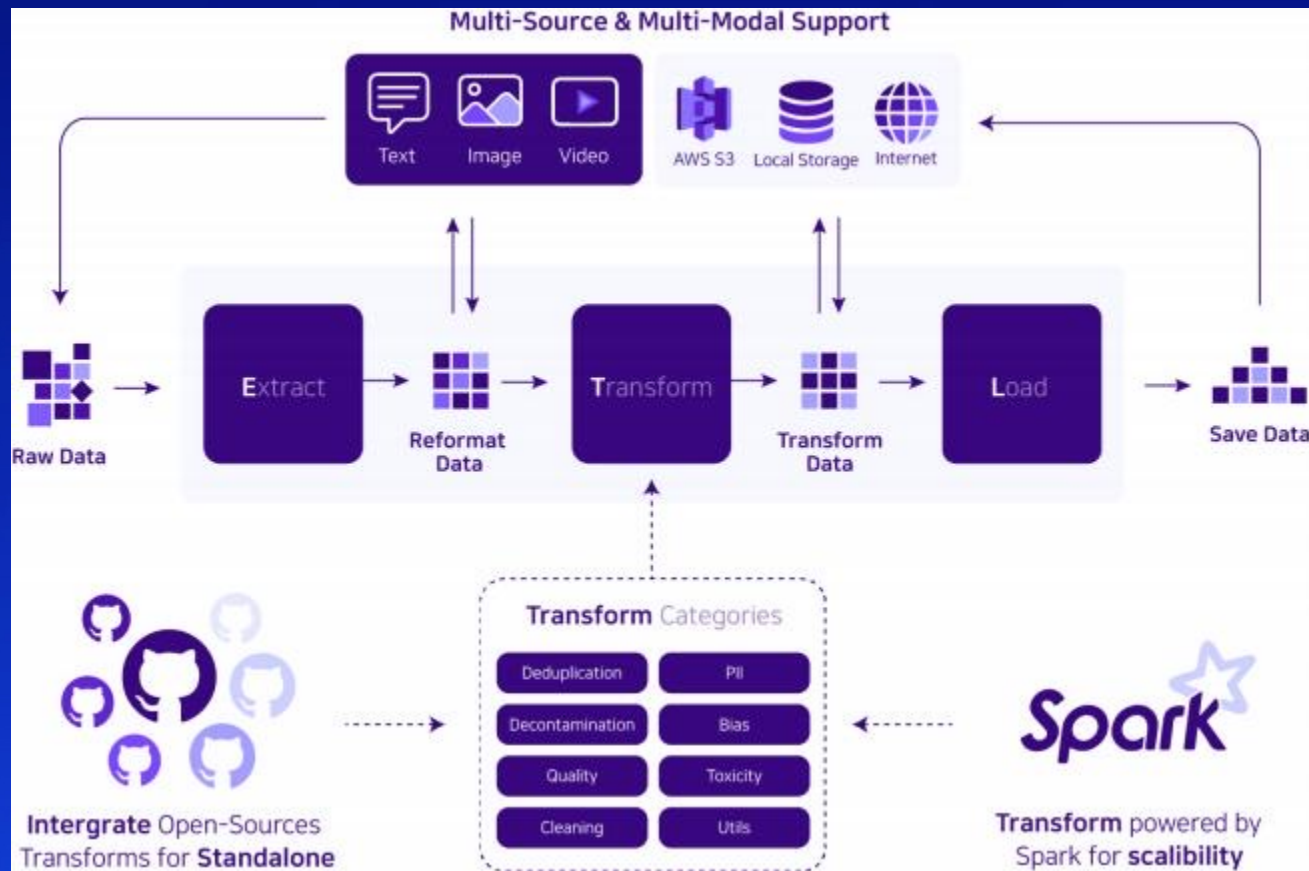 Multi-Source & Multi-Modal Support
Text
Image
Video
AWS S3
Local Storage
Internet
Raw Data
Extract
Reformat
Data
Transform
Transform
Data
Load
Save Data
Transform Categories
Deduplication
PII
Decontamination
Bias
Quality
Toxicity
Cleaning
Utils
Intergrate Open-Sources
Transforms for Standalone
Spark
Transform powered by
Spark for scalibility